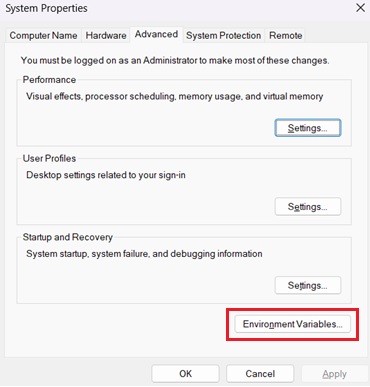 System Properties
Computer Name Hardware Advanced System Protection Remote
You must be logged on as an Administrator to make most of these changes.
Performance
Visual effects, processor scheduling, memory usage, and virtual memory
Settings...
User Profiles
Desktop settings related to your sign-in
Settings...
Startup and Recovery
System startup, system failure, and debugging information
Settings...
Environment Variables...
OK Cancel Apply